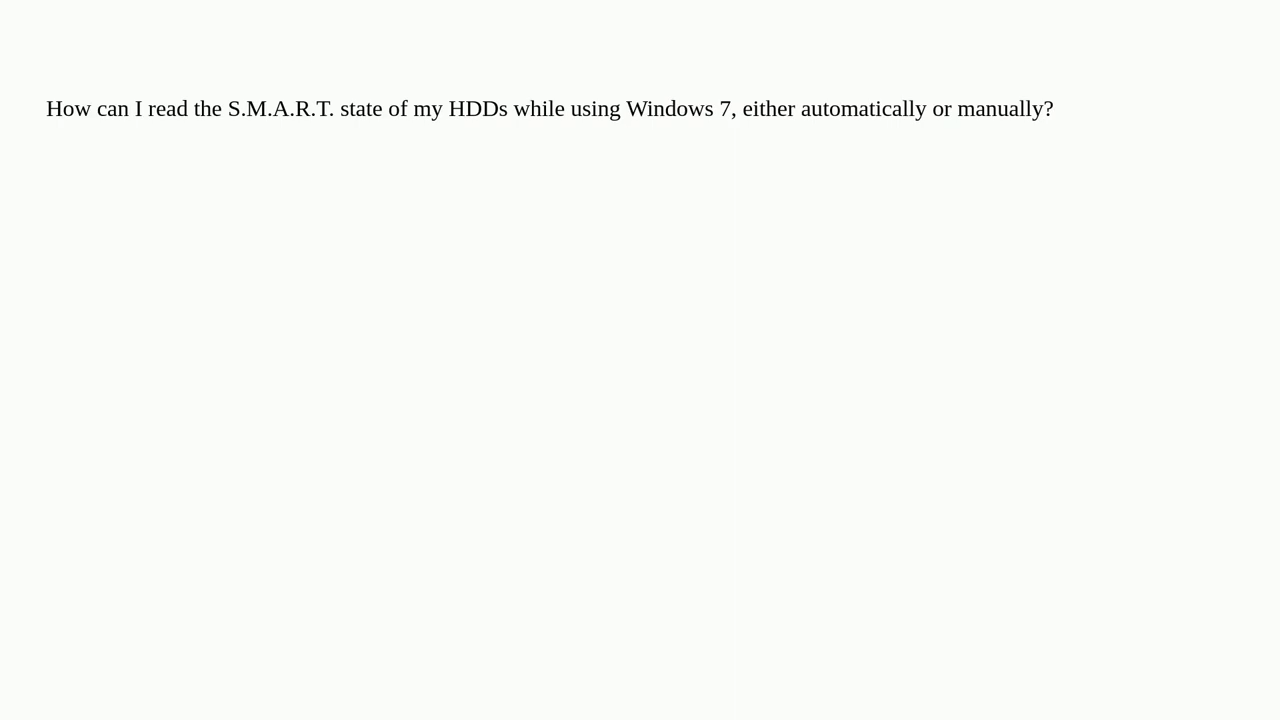 How can I read the S.M.A.R.T. state of my HDDs while using Windows 7, either automatically or manually?